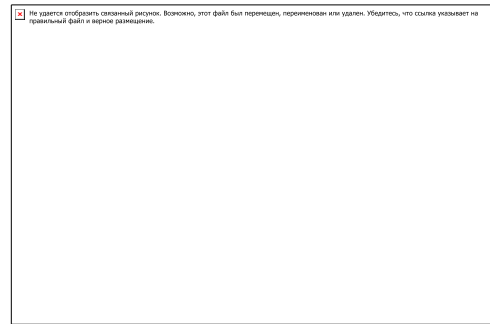 Не удается отобразить связанный рисунок. Возможно, этот файл был перемещен, переименован или удален. Убедитесь, что ссылка указывает на
правильный файл и верное размещение.